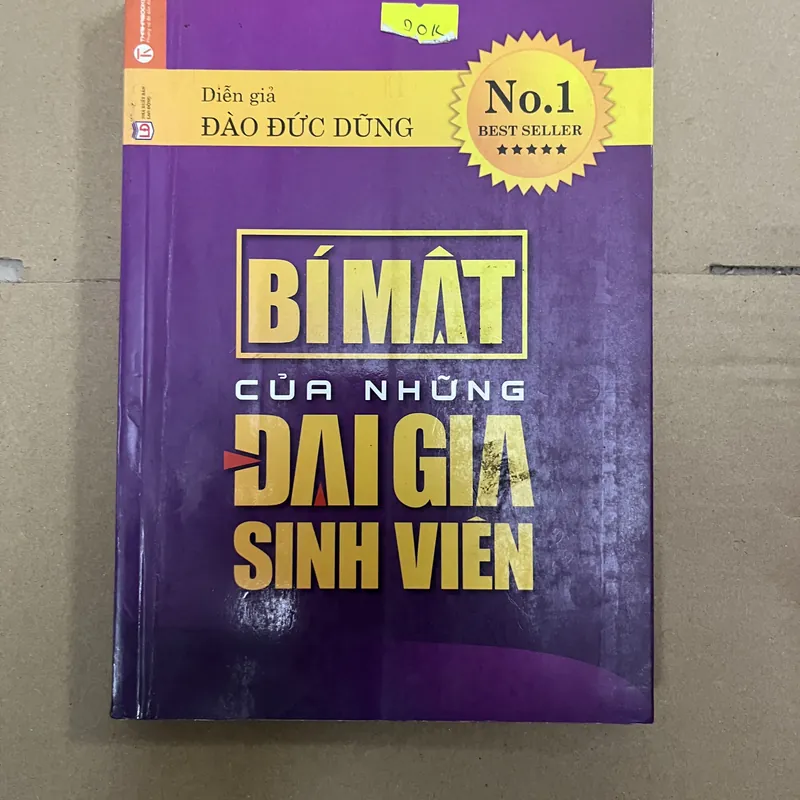 90K
Diễn giả
ĐÀO ĐỨC DŨNG
No.1
BEST SELLER
BÍ MẬT
CỦA NHỮNG
ĐẠI GIA
SINH VIÊN